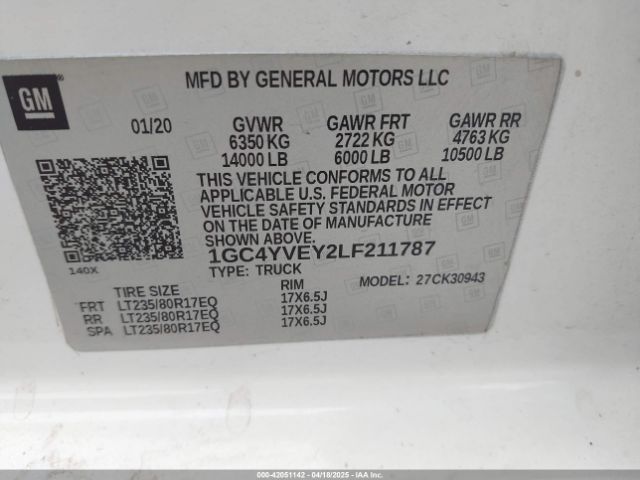 GM
MFD BY GENERAL MOTORS LLC
01/20 GVWR GAWR FRT GAWR RR
6350 KG 2722 KG 4763 KG
14000 LB 6000 LB 10500 LB
THIS VEHICLE CONFORMS TO ALL
APPLICABLE U.S. FEDERAL MOTOR
VEHICLE SAFETY STANDARDS IN EFFECT
ON THE DATE OF MANUFACTURE
SHOWN ABOVE.
1GC4YVEY2LF211787
140X
TYPE: TRUCK MODEL: 27CK30943
TIRE SIZE RIM
FRT LT235/80R17EQ 17X6.5J
RR LT235/80R17EQ 17X6.5J
SPA LT235/80R17EQ 17X6.5J
000-42051142 - 04/18/2025 - IAA Inc.